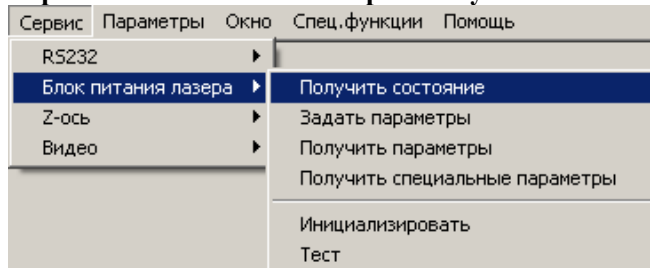 Сервис Параметры Окно Спец.функции Помощь
RS232
Блок питания лазера Получить состояние
Z-ось Задать параметры
Видео Получить параметры
Получить специальные параметры
Инициализировать
Тест